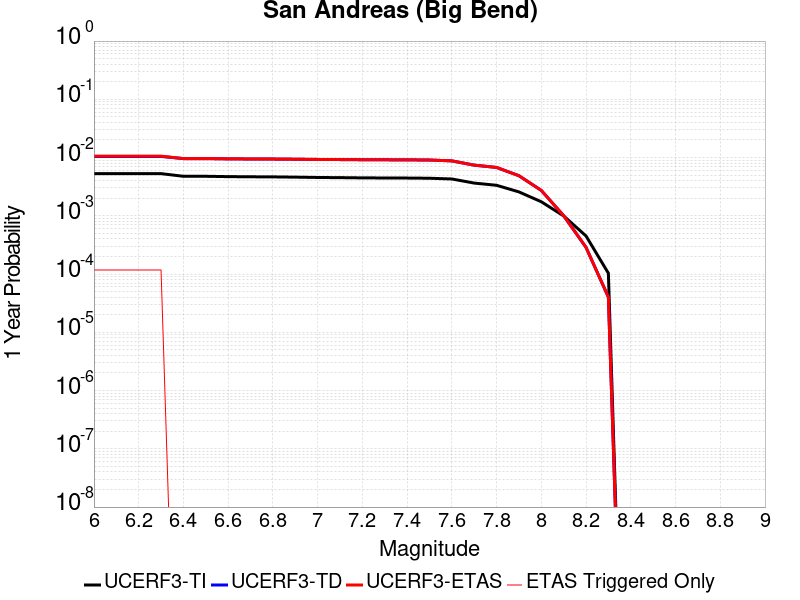 San Andreas (Big Bend)
10^0
10^-1
10^-2
10^-3
10^-4
10^-5
10^-6
10^-7
10^-8
1 Year Probability
6 6.2 6.4 6.6 6.8 7 7.2 7.4 7.6 7.8 8 8.2 8.4 8.6 8.8 9
Magnitude
UCERF3-TI UCERF3-TD UCERF3-ETAS ETAS Triggered Only